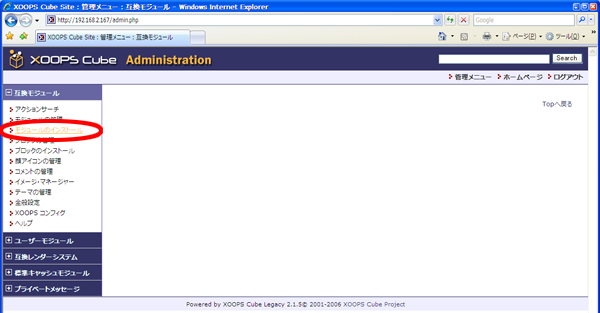 XOOPS Cube Site : 管理メニュー : 互換モジュール - Windows Internet Explorer
http://192.168.2.167/admin.php
Google
XOOPS Cube Site : 管理メニュー : 互換モジュール
ページ(P)
ツール(O)
XOOPS Cube Administration
Search
管理メニュー ホームページ ログアウト
互換モジュール
Topへ戻る
アクションサーチ
モジュールの管理
モジュールのインストール
ブロックの管理
ブロックのインストール
顔アイコンの管理
コメントの管理
イメージ・マネージャー
テーマの管理
全般設定
XOOPS コンフィグ
ヘルプ
ユーザーモジュール
互換レンダーシステム
標準キャッシュモジュール
プライベートメッセージ
Powered by XOOPS Cube Legacy 2.1.5© 2001-2006 XOOPS Cube Project